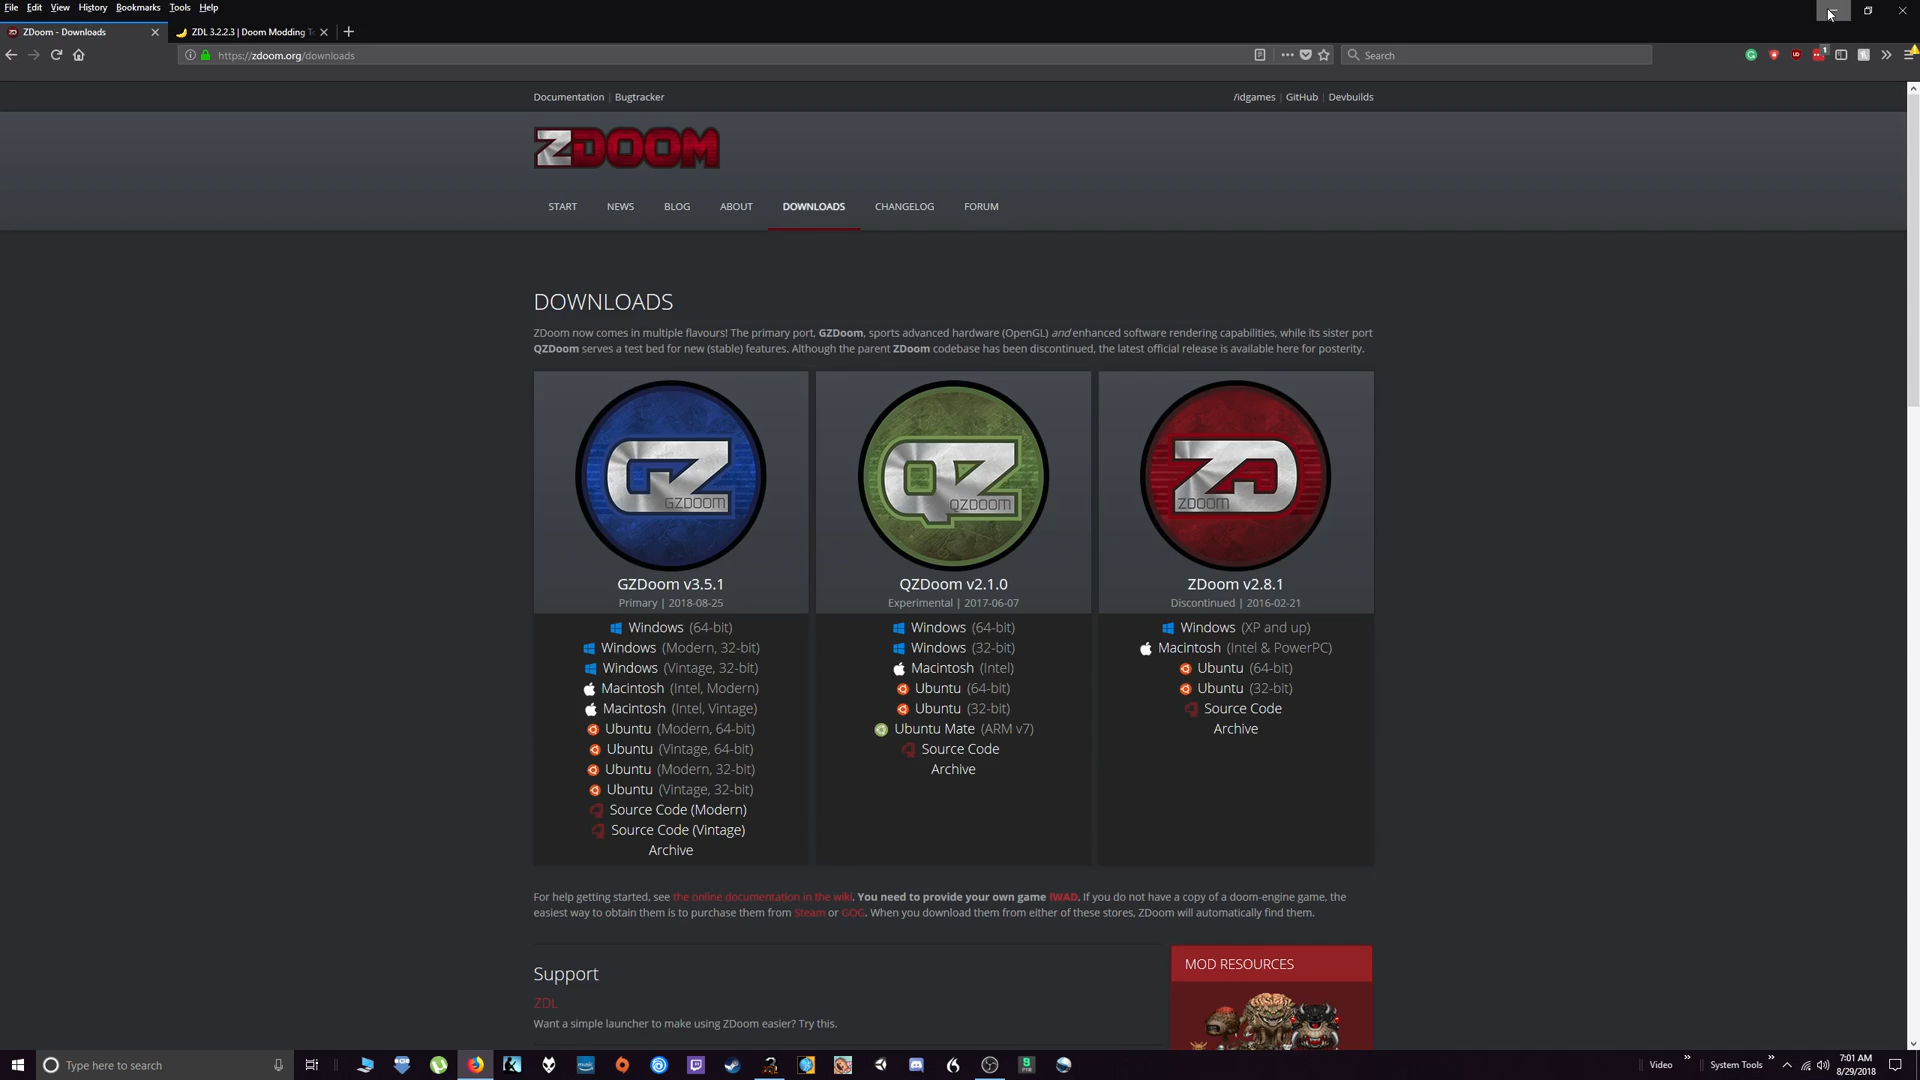 File Edit View History Bookmarks Tools Help
ZDoom - Downloads
ZDL 3.2.2.3 | Doom Modding T
https://zdoom.org/downloads
Search
1
Documentation | Bugtracker
/idgames | GitHub | Devbuilds
ZDOOM
START NEWS BLOG ABOUT DOWNLOADS CHANGELOG FORUM
DOWNLOADS
ZDoom now comes in multiple flavours! The primary port, GZDoom, sports advanced hardware (OpenGL) and enhanced software rendering capabilities, while its sister port
QZDoom serves a test bed for new (stable) features. Although the parent ZDoom codebase has been discontinued, the latest official release is available here for posterity.
GZ
GZDOOM
GZDoom v3.5.1
Primary | 2018-08-25
Windows (64-bit)
Windows (Modern, 32-bit)
Windows (Vintage, 32-bit)
Macintosh (Intel, Modern)
Macintosh (Intel, Vintage)
Ubuntu (Modern, 64-bit)
Ubuntu (Vintage, 64-bit)
Ubuntu (Modern, 32-bit)
Ubuntu (Vintage, 32-bit)
Source Code (Modern)
Source Code (Vintage)
Archive
QZ
QZDOOM
QZDoom v2.1.0
Experimental | 2017-06-07
Windows (64-bit)
Windows (32-bit)
Macintosh (Intel)
Ubuntu (64-bit)
Ubuntu (32-bit)
Ubuntu Mate (ARM v7)
Source Code
Archive
ZD
ZDOOM
ZDoom v2.8.1
Discontinued | 2016-02-21
Windows (XP and up)
Macintosh (Intel & PowerPC)
Ubuntu (64-bit)
Ubuntu (32-bit)
Source Code
Archive
For help getting started, see the online documentation in the wiki. You need to provide your own game IWAD. If you do not have a copy of a doom-engine game, the
easiest way to obtain them is to purchase them from Steam or GOG. When you download them from either of these stores, ZDoom will automatically find them.
Support
ZDL
Want a simple launcher to make using ZDoom easier? Try this.
MOD RESOURCES
Type here to search
Video
System Tools
7:01 AM
8/29/2018